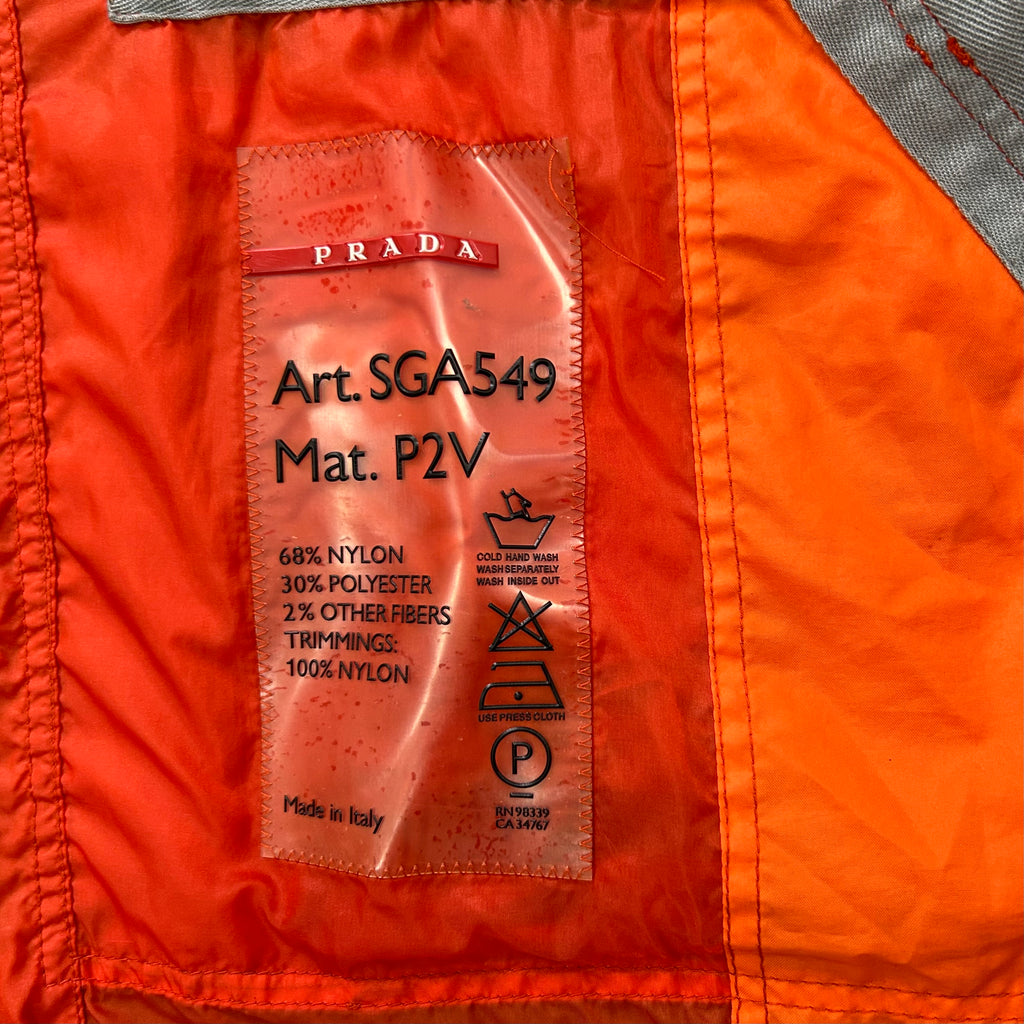 PRADA
Art. SGA549
Mat. P2V
68% NYLON
30% POLYESTER
2% OTHER FIBERS
TRIMMINGS:
100% NYLON
COLD HAND WASH
WASH SEPARATELY
WASH INSIDE OUT
USE PRESS CLOTH
P
Made in Italy
RN 98339
CA 34767